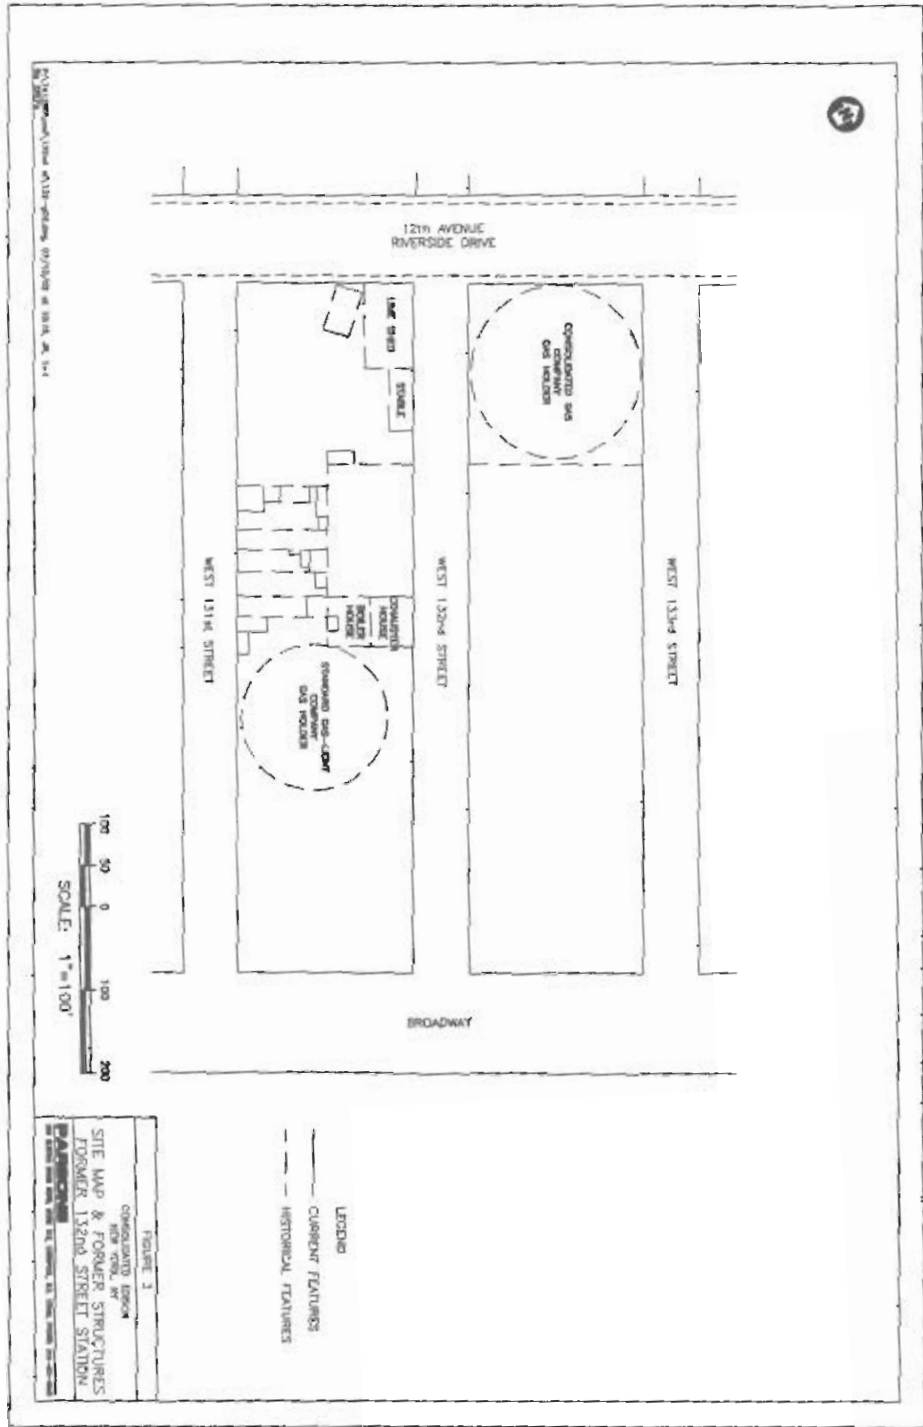 12TH AVENUE
RIVERSIDE DRIVE
CONSOLIDATED GAS
COMPANY
GAS HOLDER
LIME SHED
STABLE
WEST 131st STREET
WEST 132nd STREET
WEST 133rd STREET
EXHAUSTER
HOUSE
BOILER
HOUSE
STANDARD GAS-LIGHT
COMPANY
GAS HOLDER
100 50 0 100 200
SCALE: 1"=100'
BROADWAY
LEGEND
CURRENT FEATURES
HISTORICAL FEATURES
FIGURE 3
CONSOLIDATED EDISON
NEW YORK, NY
SITE MAP & FORMER STRUCTURES
FORMER 132nd STREET STATION
PARSONS